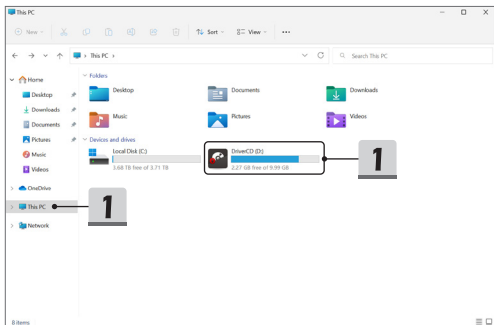 This PC
New
Sort
View
This PC
Search This PC
Home
Desktop
Downloads
Documents
Pictures
Music
Videos
OneDrive
This PC
Network
Folders
Desktop
Documents
Downloads
Music
Pictures
Videos
Devices and drives
Local Disk (C:)
3.68 TB free of 3.71 TB
DriverCD (D:)
2.27 GB free of 9.99 GB
1
1
8 items